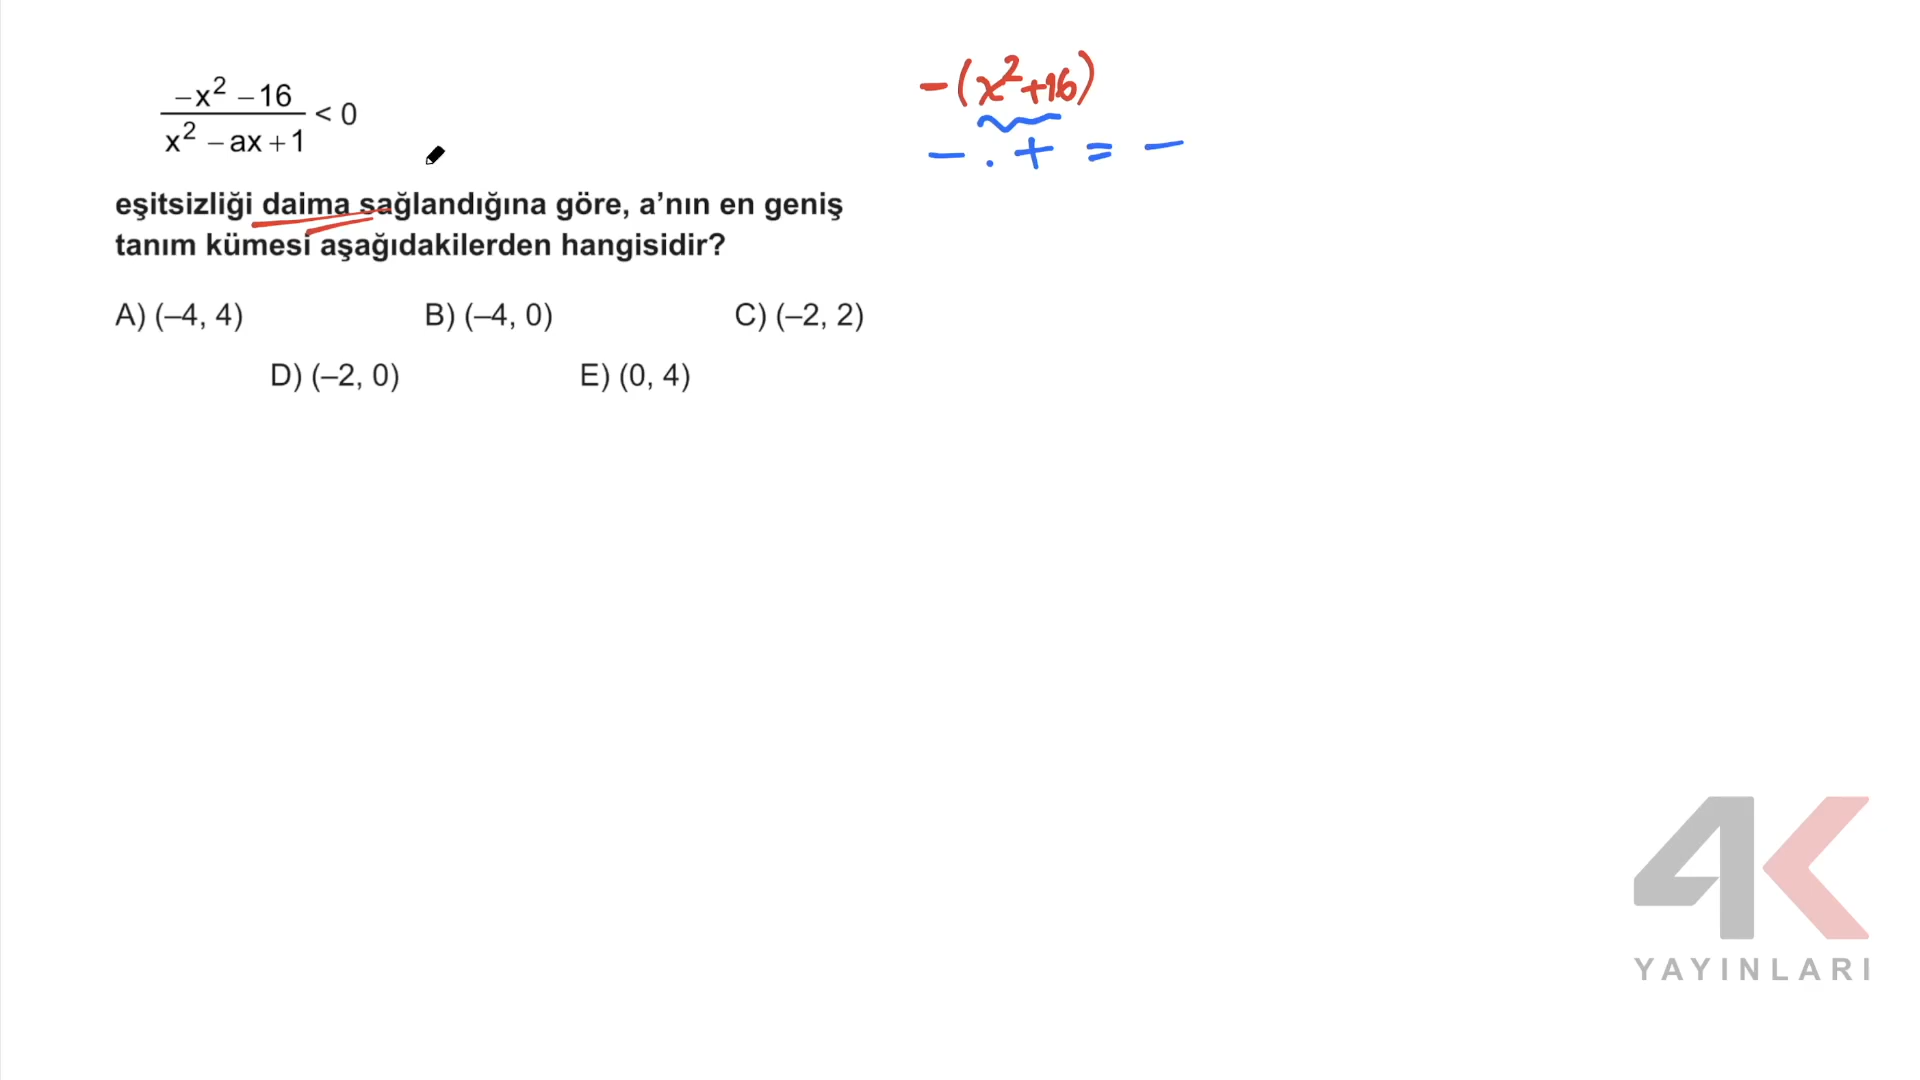 -x² - 16 / x² - ax + 1 < 0
eşitsizliği daima sağlandığına göre, a’nın en geniş
tanım kümesi aşağıdakilerden hangisidir?
A) (–4, 4) B) (–4, 0) C) (–2, 2)
D) (–2, 0) E) (0, 4)
-(x²+16)
- . + = -
4K
YAYINLARI